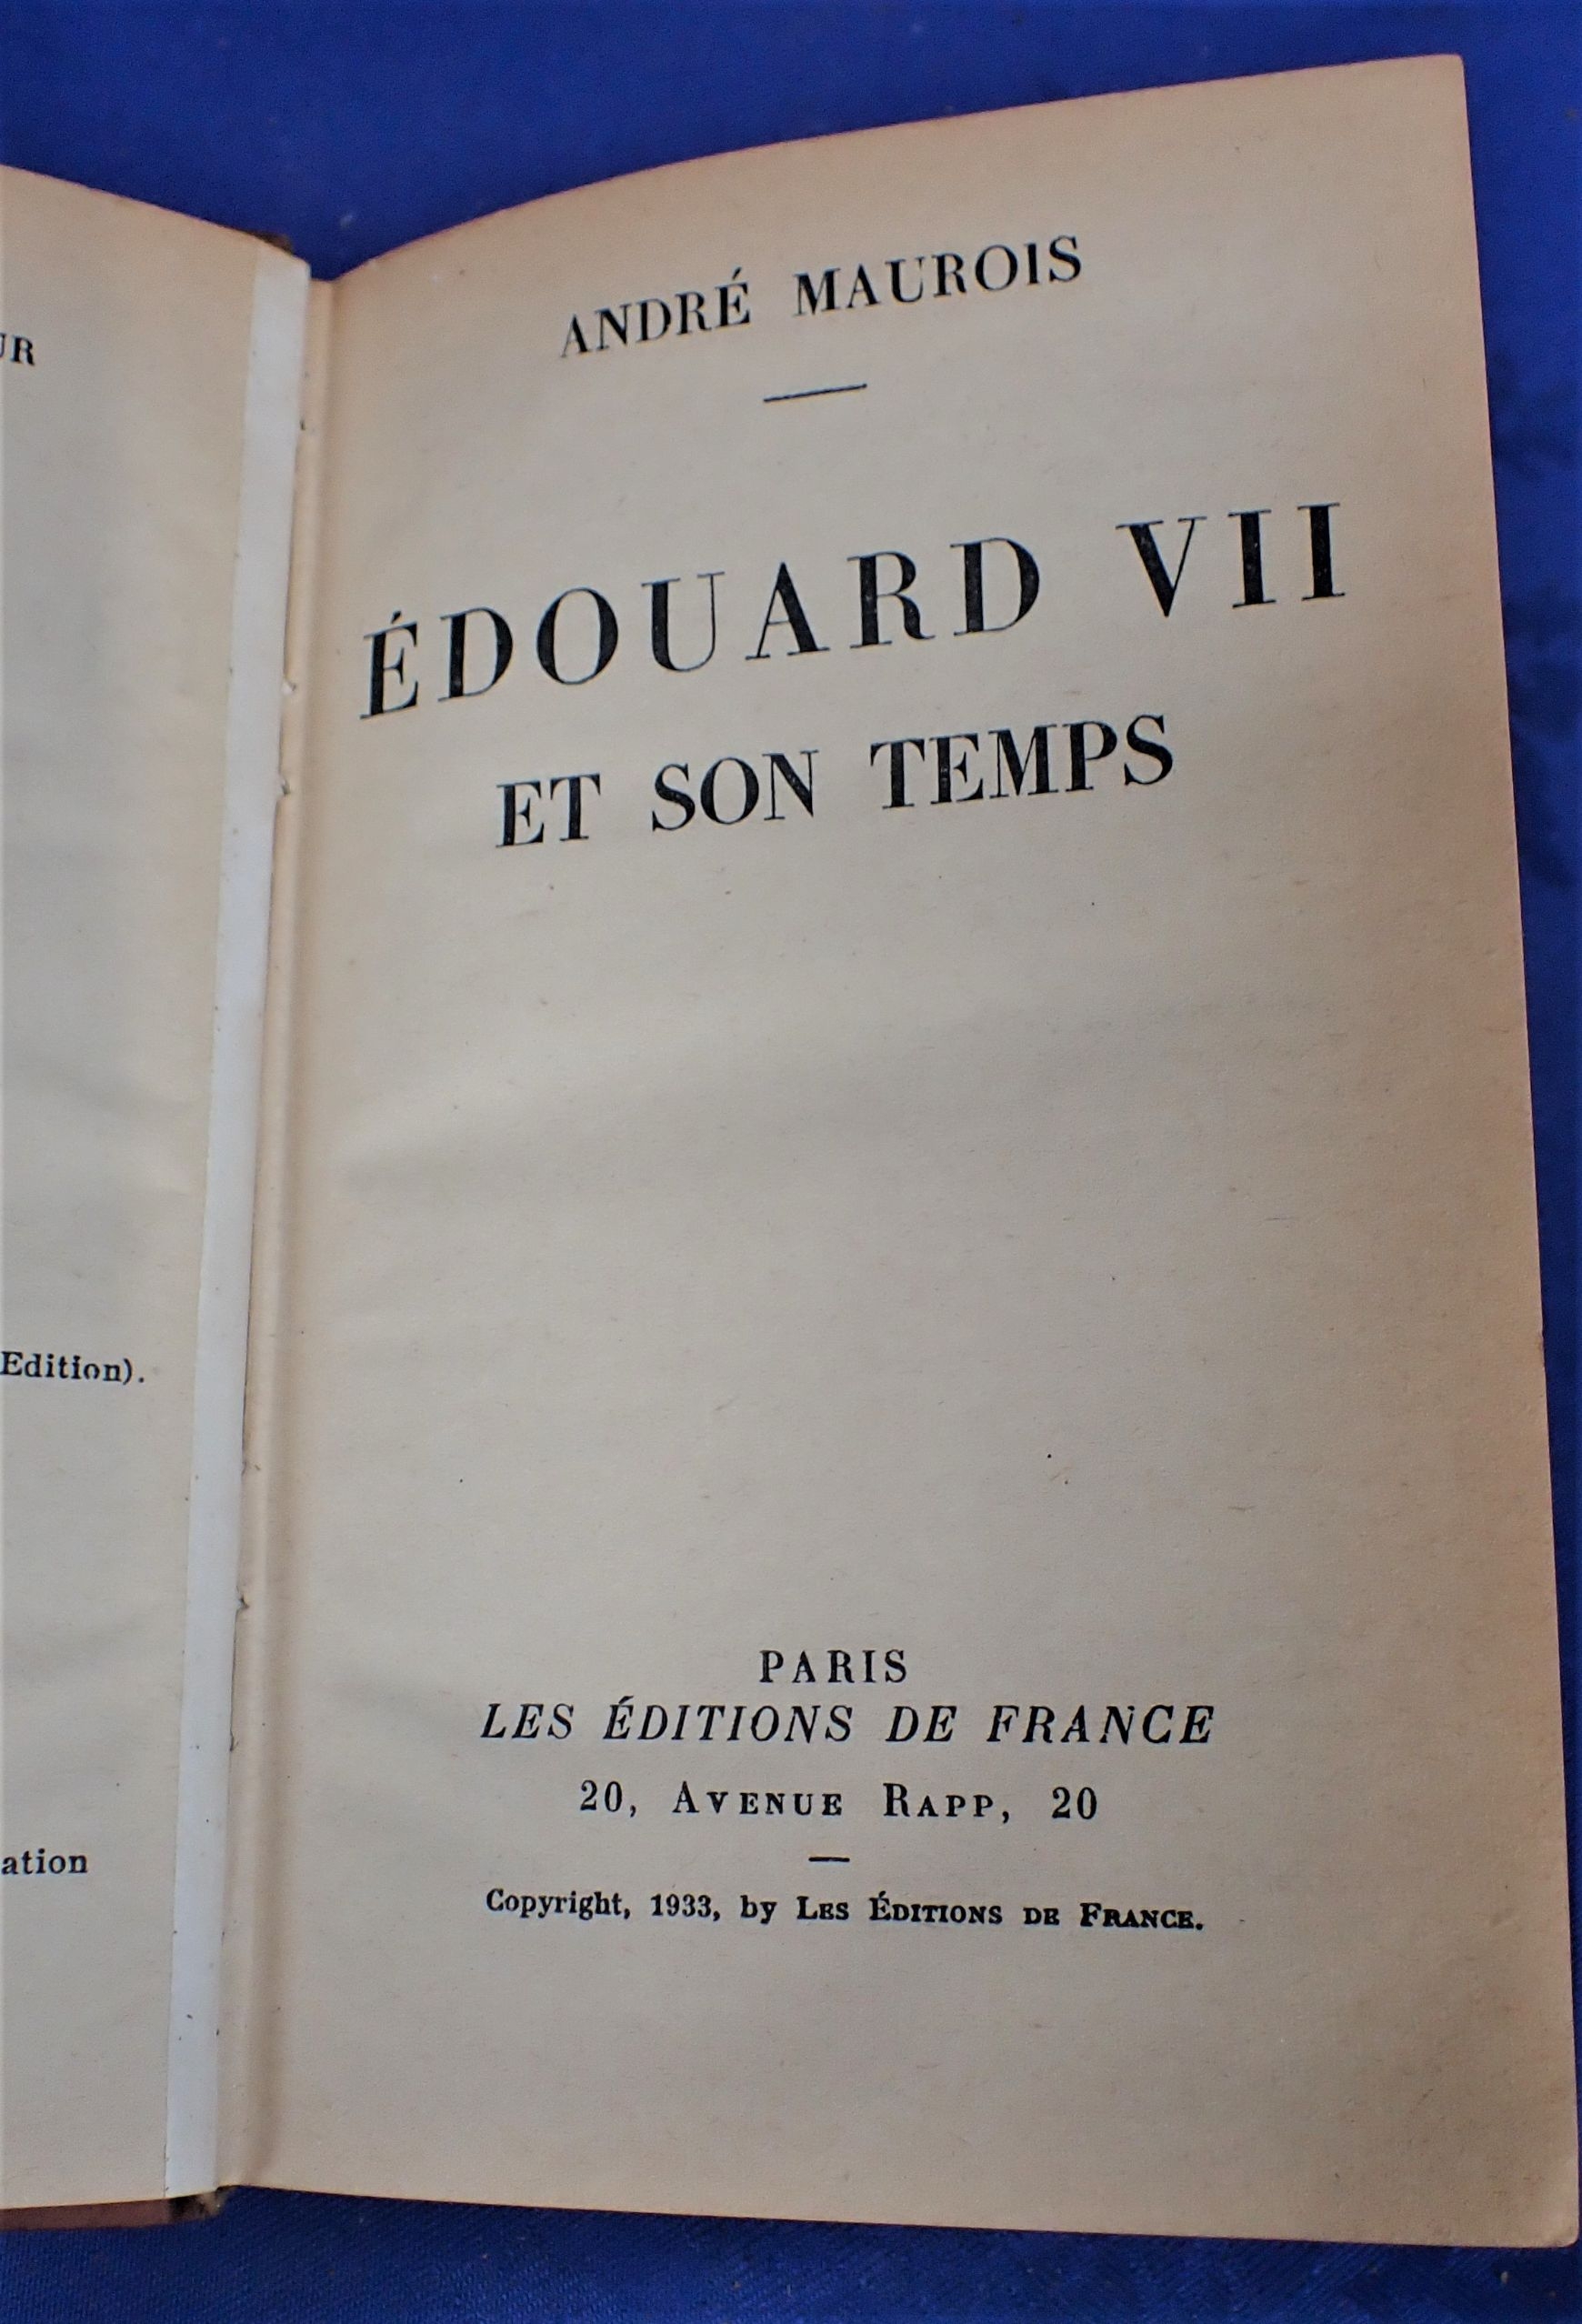 UR
Edition).
ation
ANDRÉ MAUROIS
ÉDOUARD VII
ET SON TEMPS
PARIS
LES ÉDITIONS DE FRANCE
20, AVENUE RAPP, 20
Copyright, 1933, by LES ÉDITIONS DE FRANCE.